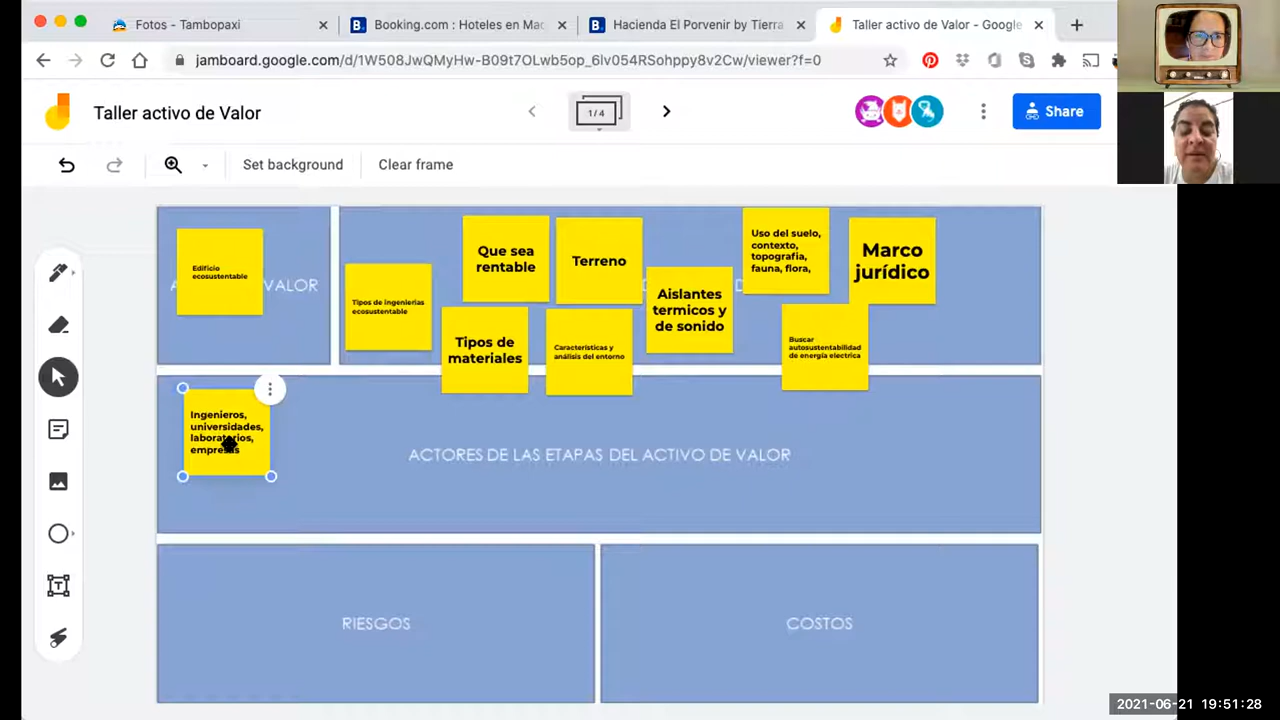 Fotos - Tambopaxi
Booking.com : Hoteles en Mac
Hacienda El Porvenir by Tierra
Taller activo de Valor - Google
jamboard.google.com/d/1W508JwQMyHw-B09t7OLwb5op_6lv054RSohppy8v2Cw/viewer?f=0
Taller activo de Valor
1/4
Share
Set background
Clear frame
Edificio
ecosustentable
VALOR
Tipos de ingenierias
ecosustentable
Que sea
rentable
Terreno
Tipos de
materiales
Características y
análisis del entorno
Aislantes
termicos y
de sonido
Uso del suelo,
contexto,
topografia,
fauna, flora,
Marco
jurídico
Buscar
autosustentabilidad
de energía electrica
Ingenieros,
universidades,
laboratorios,
empresas
ACTORES DE LAS ETAPAS DEL ACTIVO DE VALOR
RIESGOS
COSTOS
2021-06-21 19:51:28